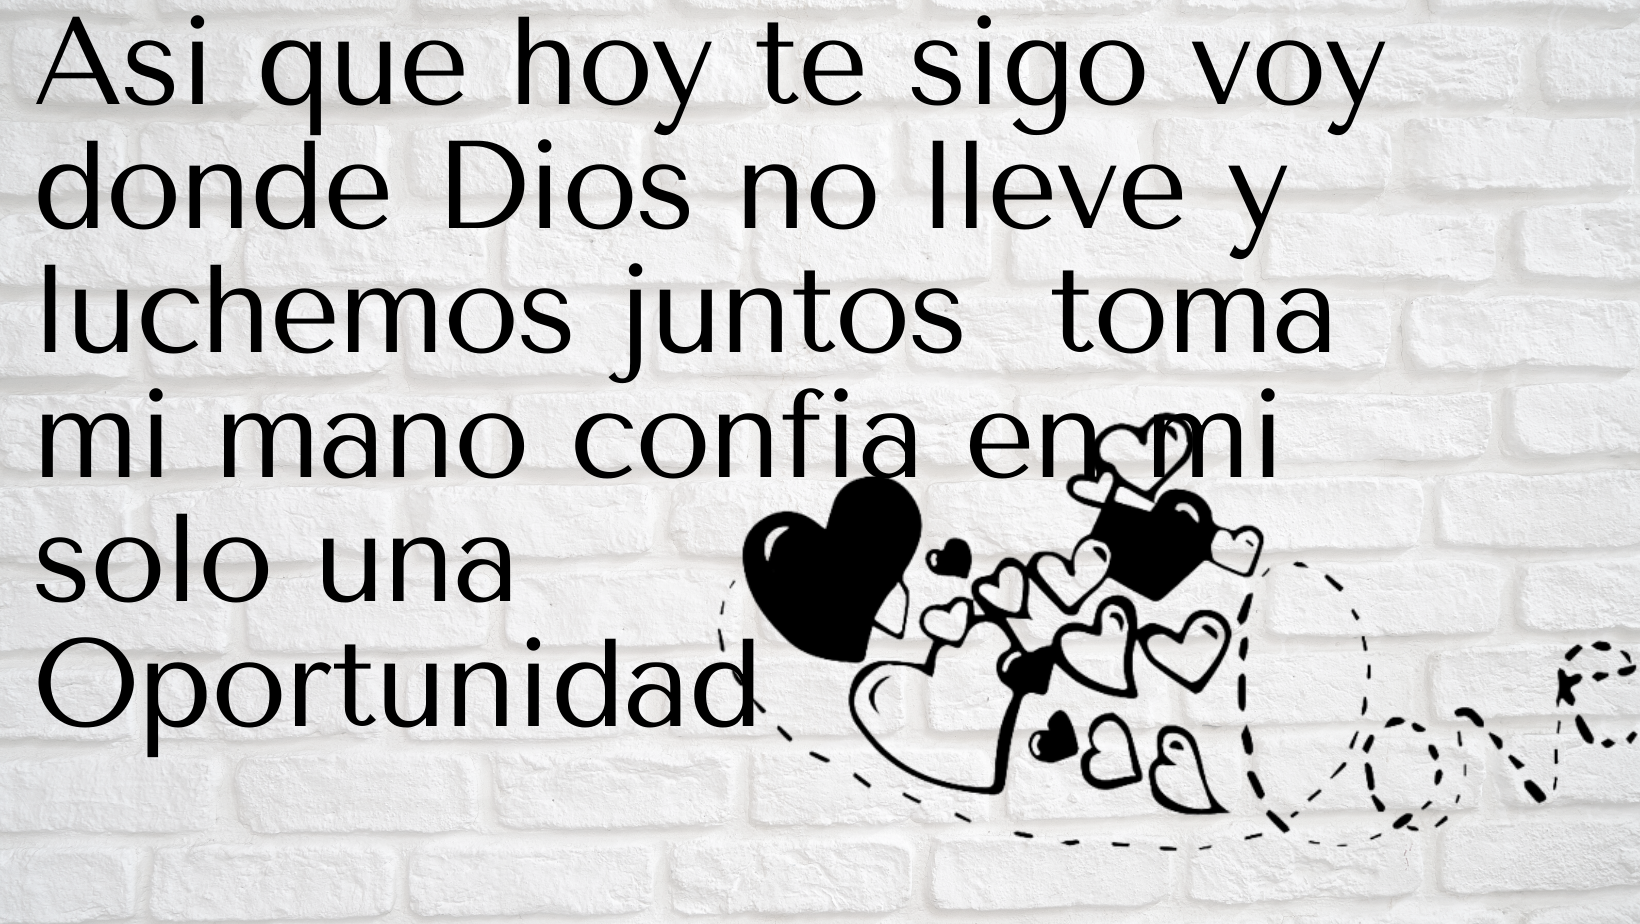 Asi que hoy te sigo voy
donde Dios no lleve y
luchemos juntos  toma
mi mano confia en mi
solo una
Oportunidad